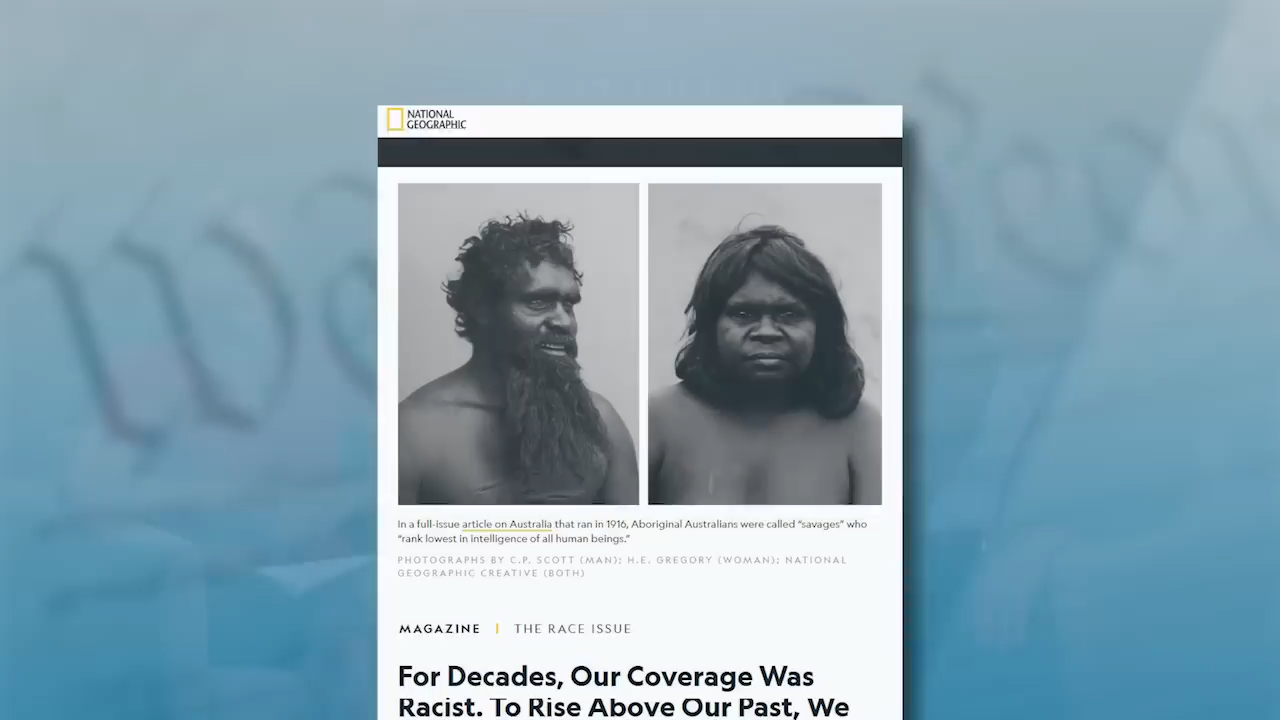 We
NATIONAL
GEOGRAPHIC
In a full-issue article on Australia that ran in 1916, Aboriginal Australians were called “savages” who
“rank lowest in intelligence of all human beings.”
PHOTOGRAPHS BY C.P. SCOTT (MAN); H.E. GREGORY (WOMAN); NATIONAL
GEOGRAPHIC CREATIVE (BOTH)
MAGAZINE | THE RACE ISSUE
For Decades, Our Coverage Was
Racist. To Rise Above Our Past, We